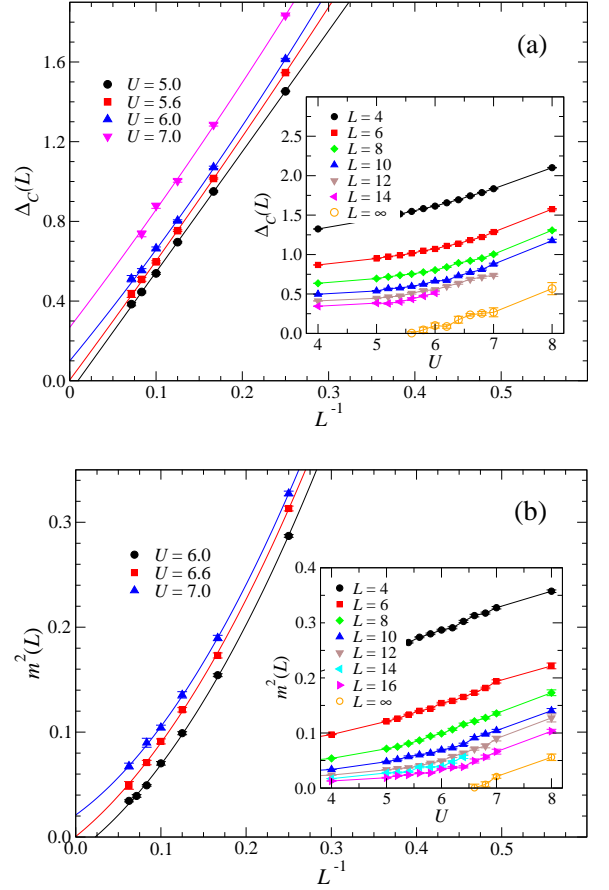 (a)
Δ_C(L)
1.6
1.2
0.8
0.4
0.0
U = 5.0
U = 5.6
U = 6.0
U = 7.0
L = 4
L = 6
L = 8
L = 10
L = 12
L = 14
L = ∞
Δ_C(L)
2.5
2.0
1.5
1.0
0.5
0.0
4 5 6 7 8
U
0 0.1 0.2 0.3 0.4 0.5
L⁻¹
(b)
m²(L)
0.3
0.2
0.1
0.0
U = 6.0
U = 6.6
U = 7.0
L = 4
L = 6
L = 8
L = 10
L = 12
L = 14
L = 16
L = ∞
m²(L)
0.4
0.3
0.2
0.1
0.0
4 5 6 7 8
U
0.0 0.1 0.2 0.3 0.4 0.5
L⁻¹